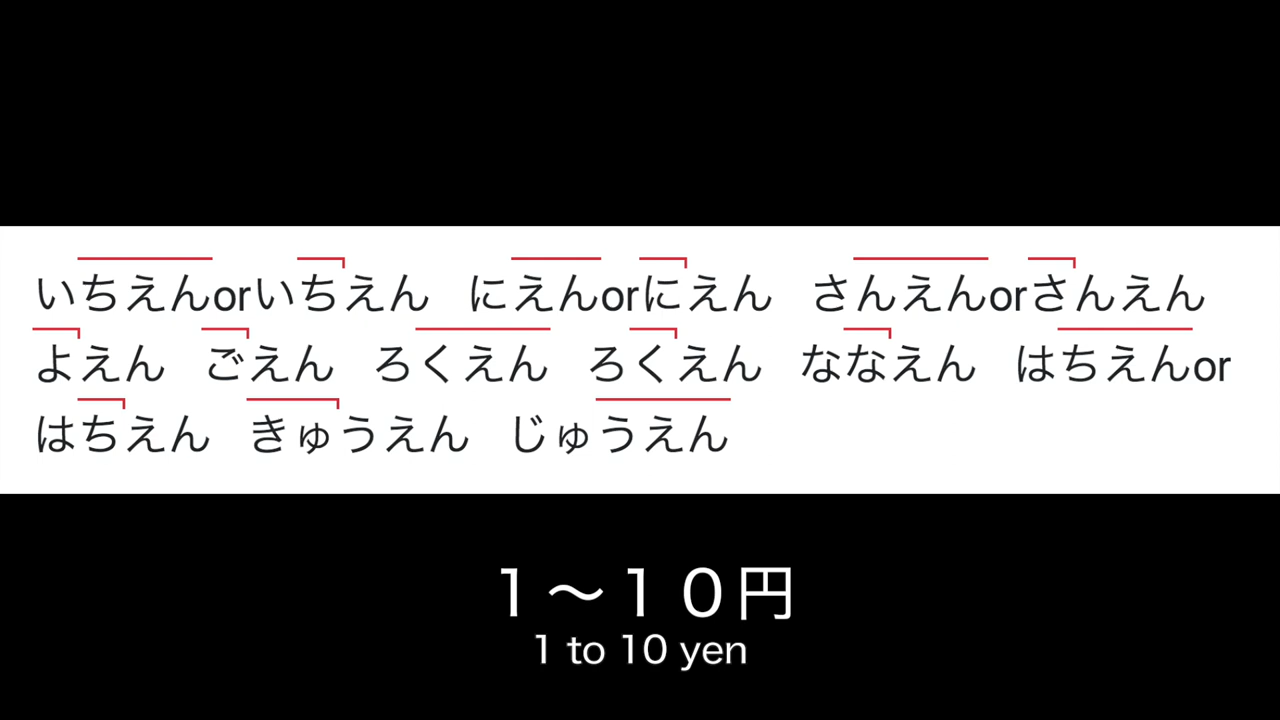 いちえんorいちえん にえんorにえん さんえんorさんえん
よえん ごえん ろくえん ろくえん ななえん はちえんor
はちえん きゅうえん じゅうえん
１～１０円
1 to 10 yen